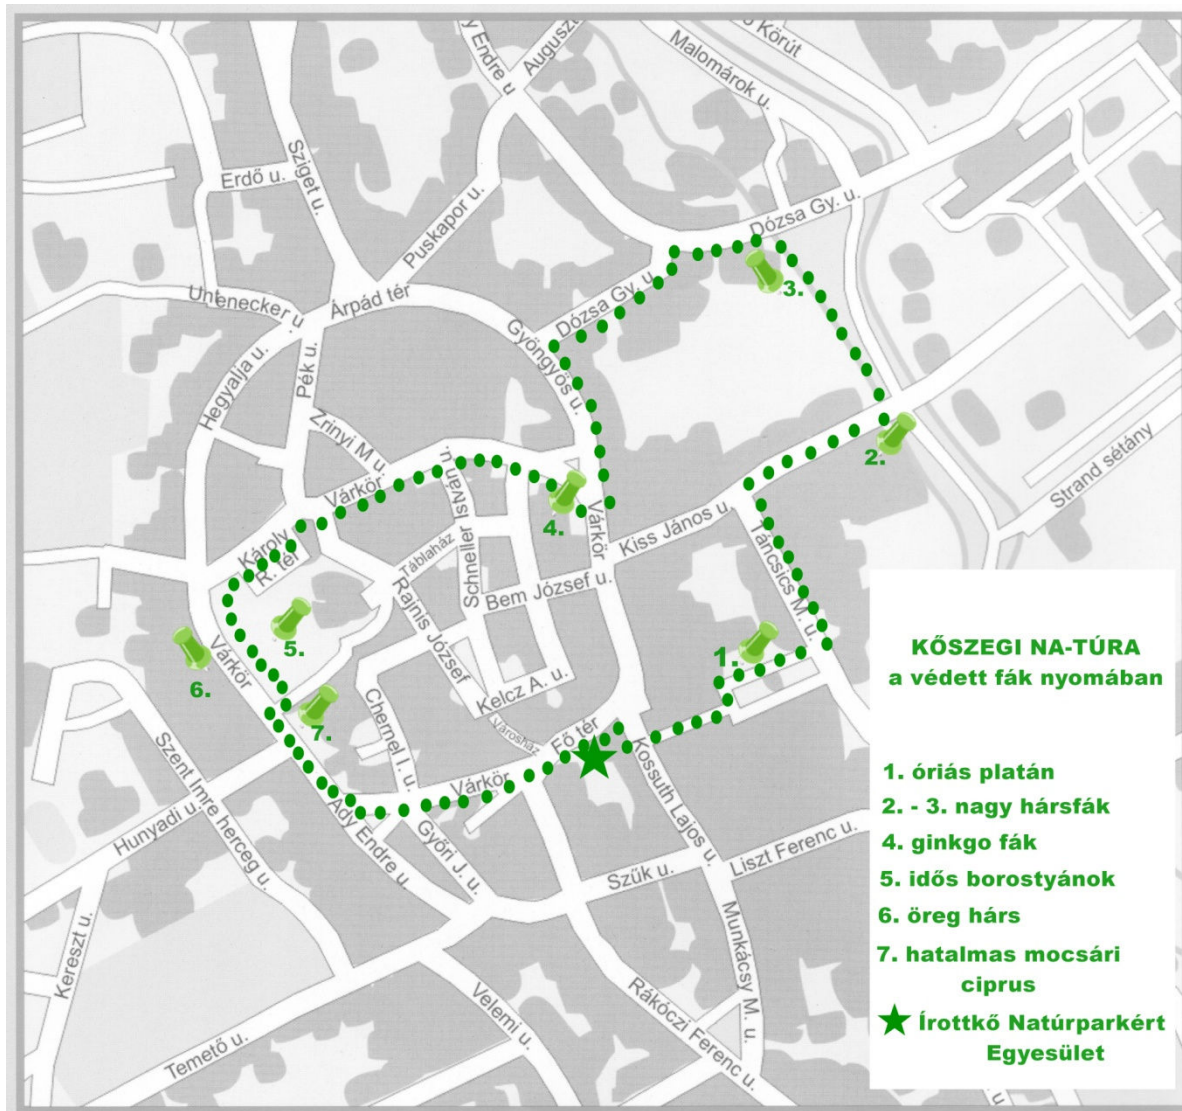 y Endre u
Auguszt
ő Körút
Malomárok u.
Sziget u.
Erdő u.
Puskapor u.
Dózsa Gy. u.
Untenecker u
Árpád tér
Dózsa Gy. u.
Gyöngyös u.
3.
Hegyalja u.
Pék u.
Zrinyi M u.
Schneller István u.
Várkör
2.
Strand sétány
4.
Várkör
Kiss János u.
Károly
R. tér
Táblaház
Táncsics M. u.
Bem József u.
Rajnis József
5.
1.
6.
Várkör
7.
Kelcz A. u.
Chernel I. u.
Városház
Fő tér
Várkör
Kossuth Lajos u.
Szent Imre herceg u.
Hunyadi u.
Ady Endre u.
Győri J. u.
Szűk u.
Liszt Ferenc u.
Kereszt u.
Munkácsy M. u.
Velemi u.
Rákóczi Ferenc u.
Temető u.
u.
KŐSZEGI NA-TÚRA
a védett fák nyomában
1. óriás platán
2. - 3. nagy hársfák
4. ginkgo fák
5. idős borostyánok
6. öreg hárs
7. hatalmas mocsári
ciprus
Írottkő Natúrparkért
Egyesület